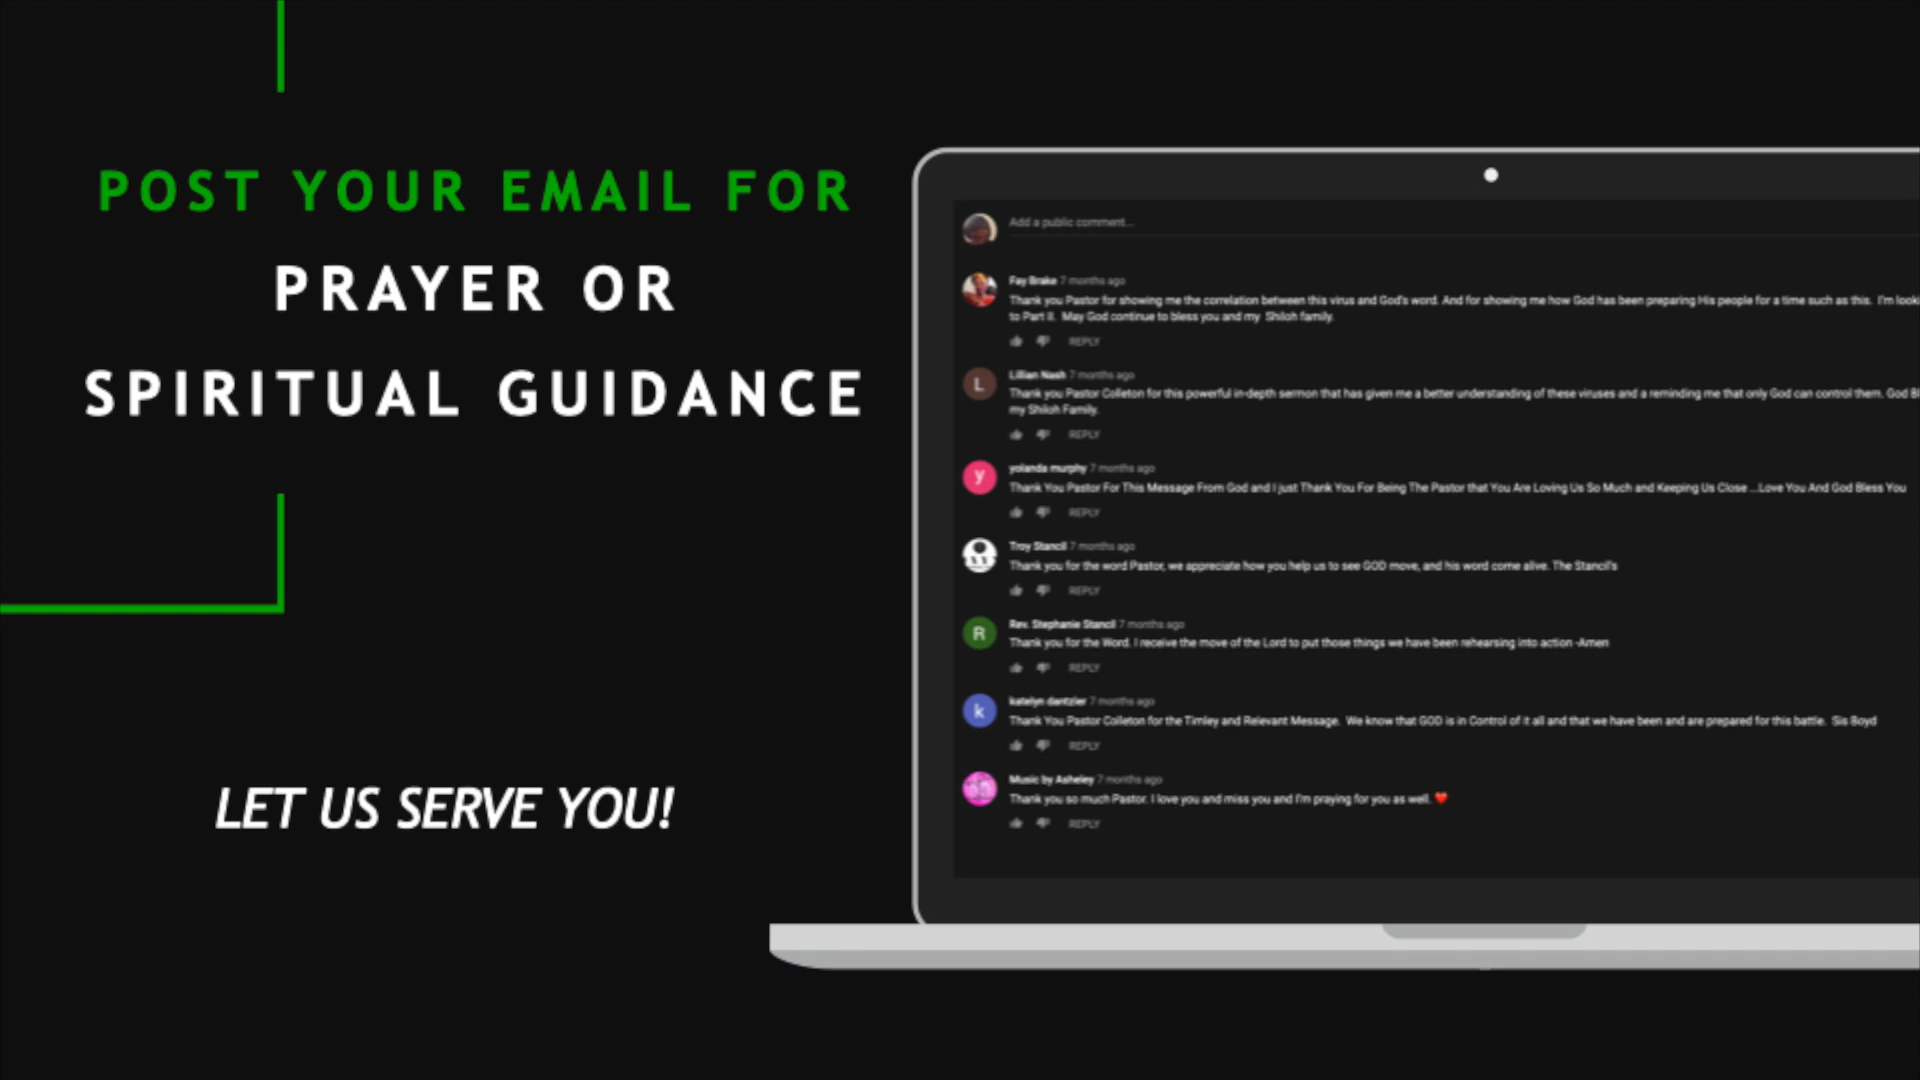 POST YOUR EMAIL FOR
PRAYER OR
SPIRITUAL GUIDANCE
LET US SERVE YOU!
Add a public comment...
Fay Brake 7 months ago
Thank you Pastor for showing me the correlation between this virus and God's word. And for showing me how God has been preparing His people for a time such as this. I'm looki
to Part II. May God continue to bless you and my Shiloh family.
REPLY
L
Lillian Nash 7 months ago
Thank you Pastor Colleton for this powerful in-depth sermon that has given me a better understanding of these viruses and a reminding me that only God can control them. God Bl
my Shiloh Family.
REPLY
y
yolanda murphy 7 months ago
Thank You Pastor For This Message From God and I just Thank You For Being The Pastor that You Are Loving Us So Much and Keeping Us Close ...Love You And God Bless You
REPLY
Troy Stancil 7 months ago
Thank you for the word Pastor, we appreciate how you help us to see GOD move, and his word come alive. The Stancil's
REPLY
R
Rev. Stephanie Stancil 7 months ago
Thank you for the Word. I receive the move of the Lord to put those things we have been rehearsing into action -Amen
REPLY
k
katelyn dantzler 7 months ago
Thank You Pastor Colleton for the Timley and Relevant Message. We know that GOD is in Control of it all and that we have been and are prepared for this battle. Sis Boyd
REPLY
Music by Asheley 7 months ago
Thank you so much Pastor. I love you and miss you and I'm praying for you as well. ❤️
REPLY